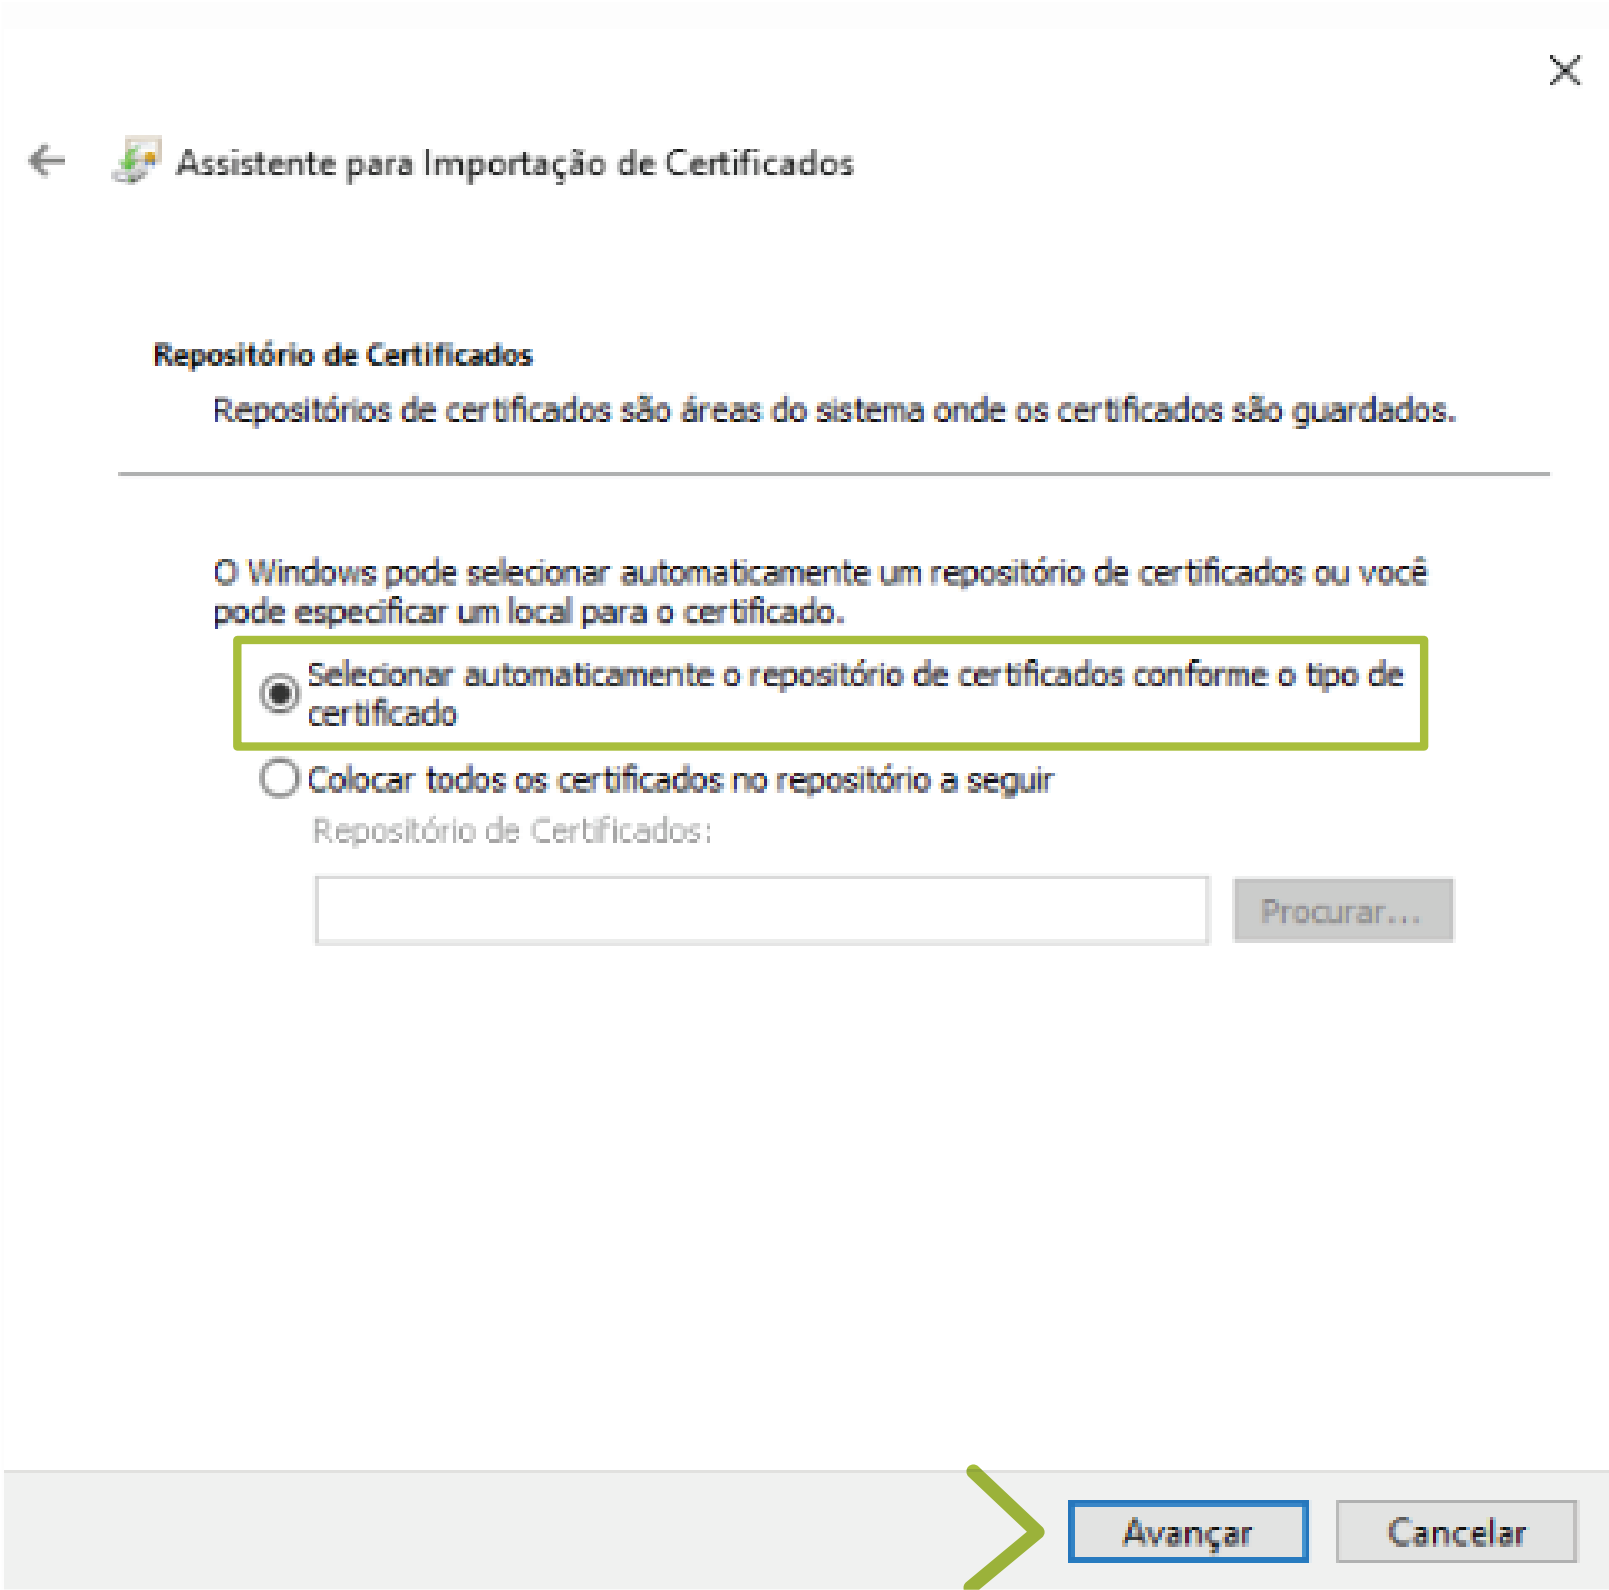 Assistente para Importação de Certificados
Repositório de Certificados
Repositórios de certificados são áreas do sistema onde os certificados são guardados.
O Windows pode selecionar automaticamente um repositório de certificados ou você
pode especificar um local para o certificado.
Selecionar automaticamente o repositório de certificados conforme o tipo de
certificado
Colocar todos os certificados no repositório a seguir
Repositório de Certificados:
Procurar...
Avançar
Cancelar